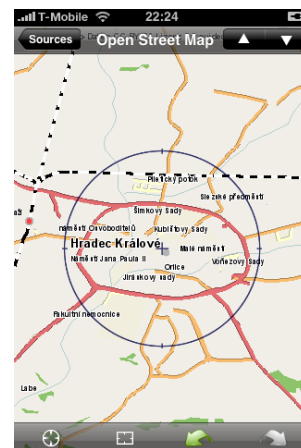 T-Mobile 22:24
Sources Open Street Map
Piletický potok
Slezské předměstí
Šimkovy Sady
náměstí Osvoboditelů
Kubištovy Sady
Hradec Králové
Malé náměstí
Náměstí Jana Pavla II
Orlice
Voňezovy Sady
Jiráskovy sady
Fakultní nemocnice
Labe